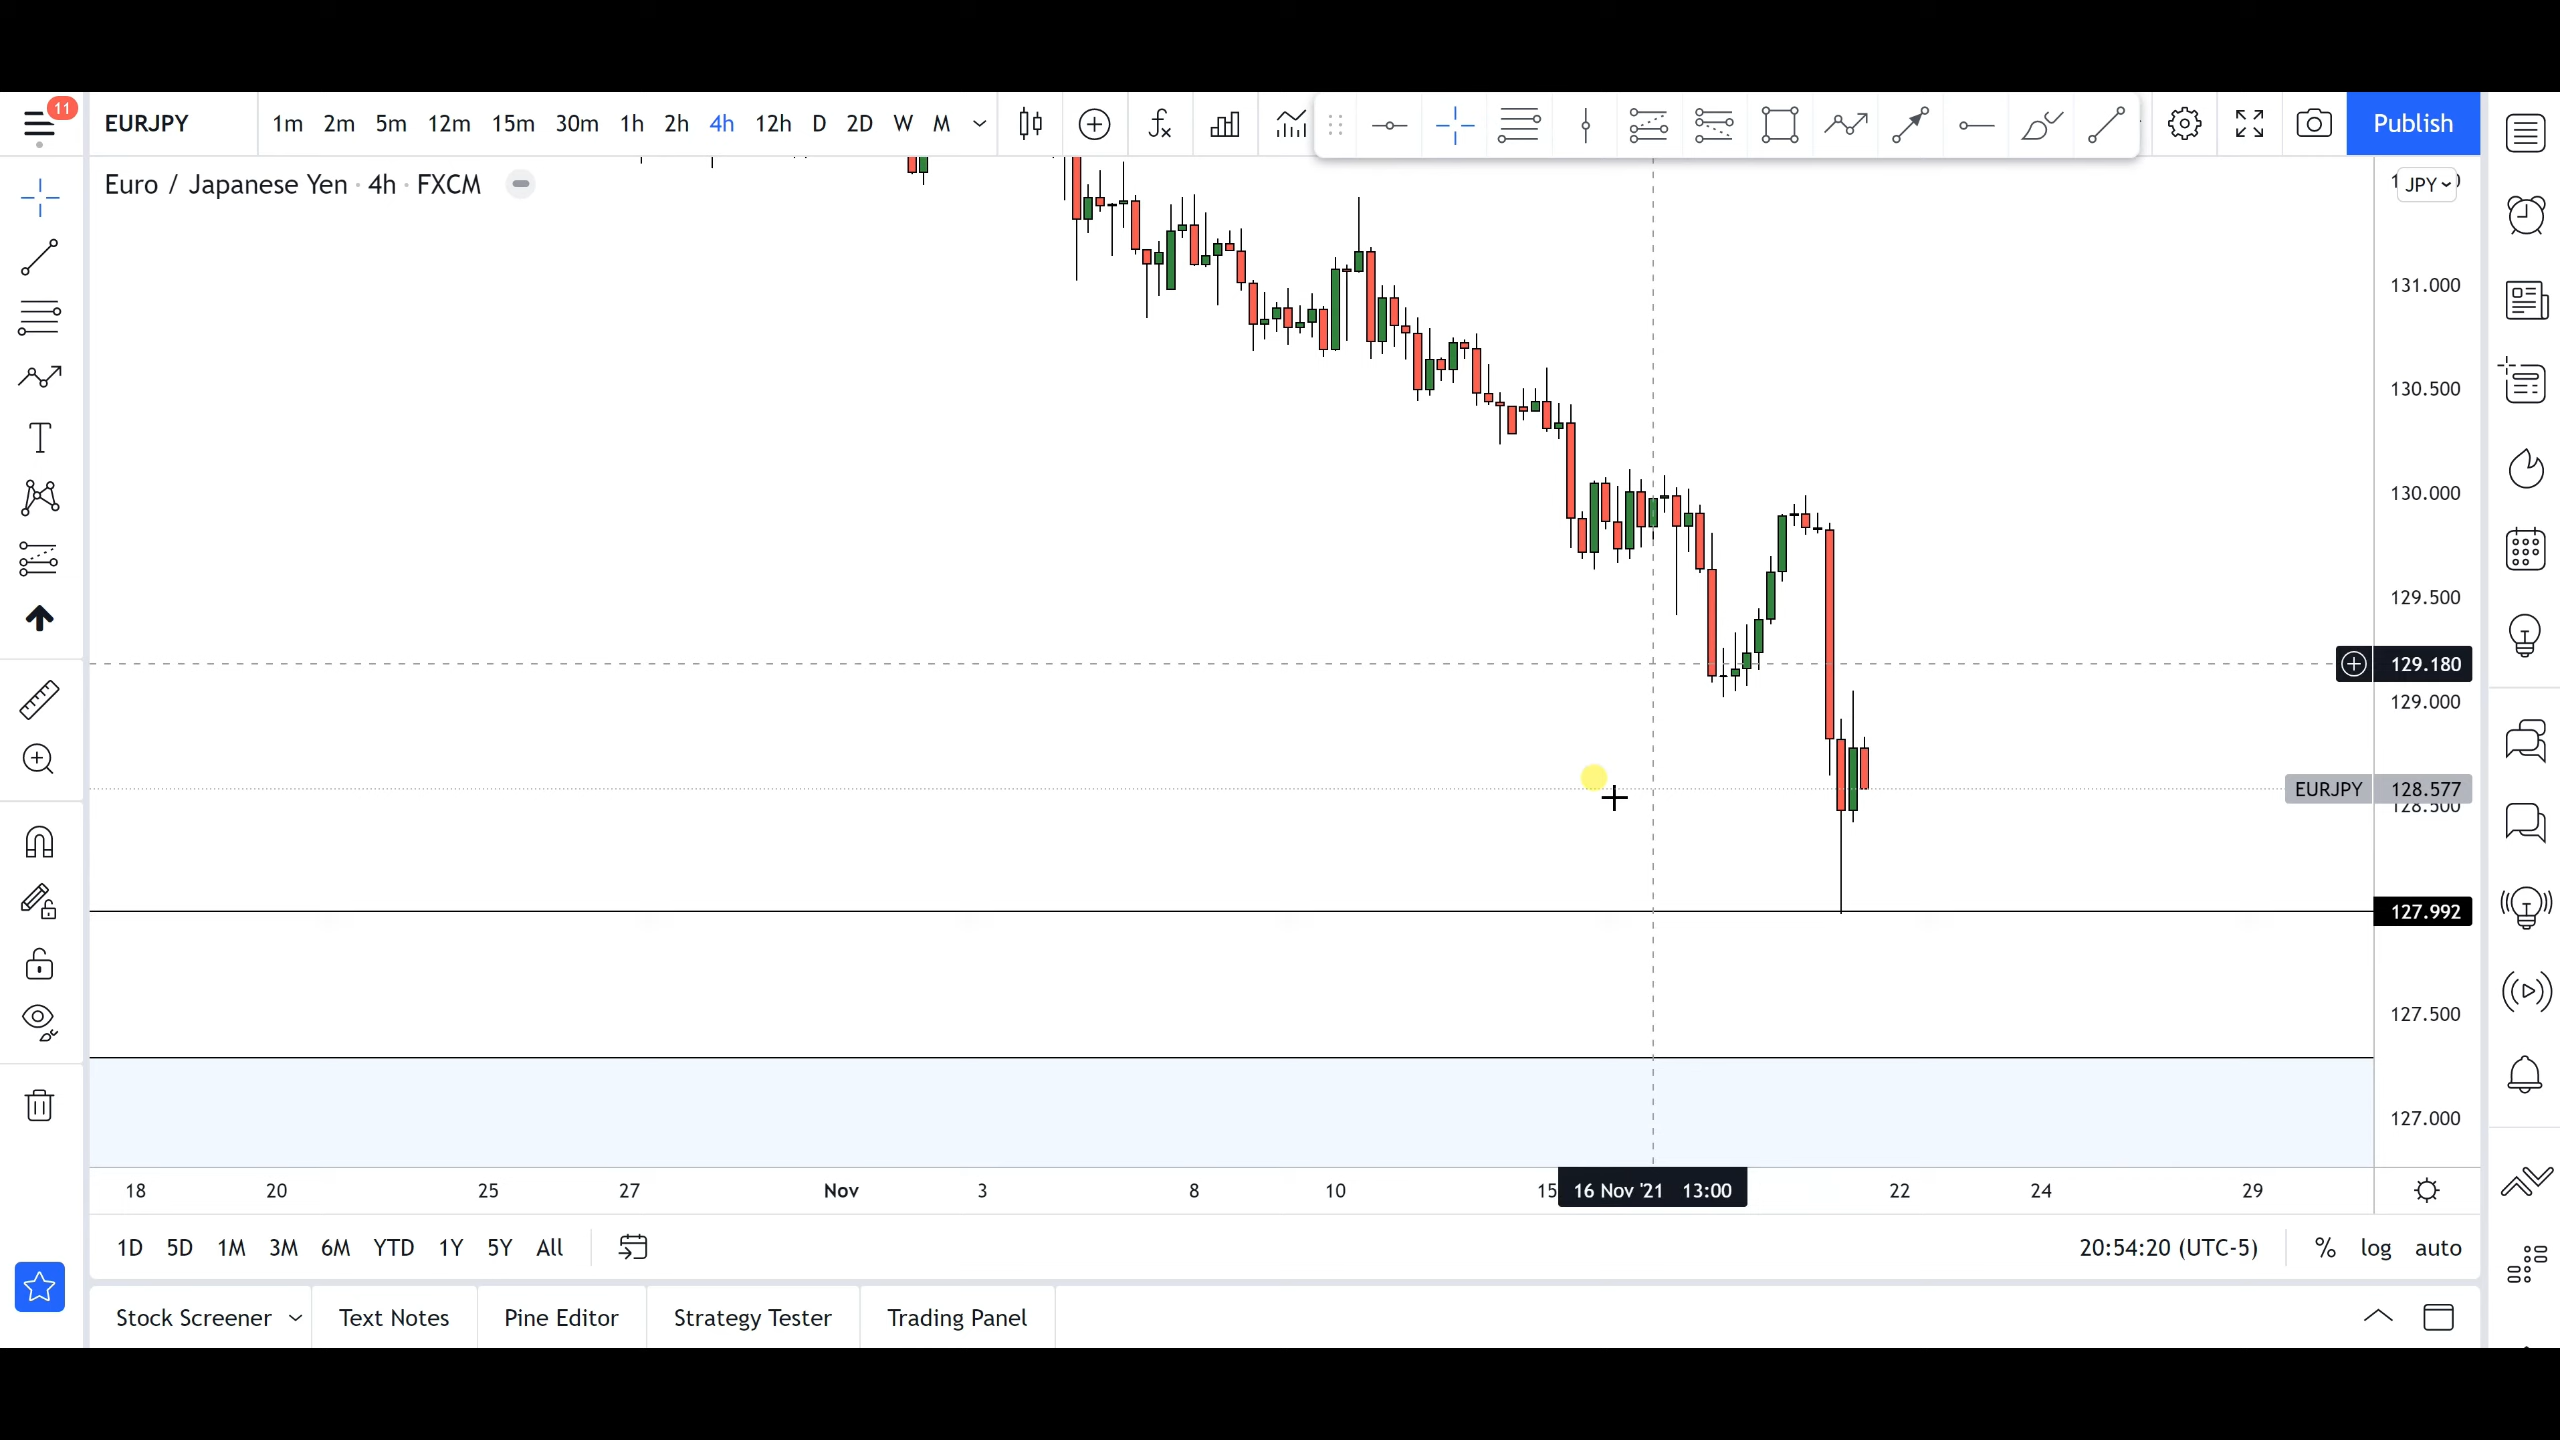 11
EURJPY 1m 2m 5m 12m 15m 30m 1h 2h 4h 12h D 2D W M Publish
Euro / Japanese Yen · 4h · FXCM
JPY
131.000
130.500
130.000
129.500
129.180
129.000
EURJPY 128.577
128.500
127.992
127.500
127.000
18 20 25 27 Nov 3 8 10 15 16 Nov '21 13:00 22 24 29
1D 5D 1M 3M 6M YTD 1Y 5Y All 20:54:20 (UTC-5) % log auto
Stock Screener Text Notes Pine Editor Strategy Tester Trading Panel